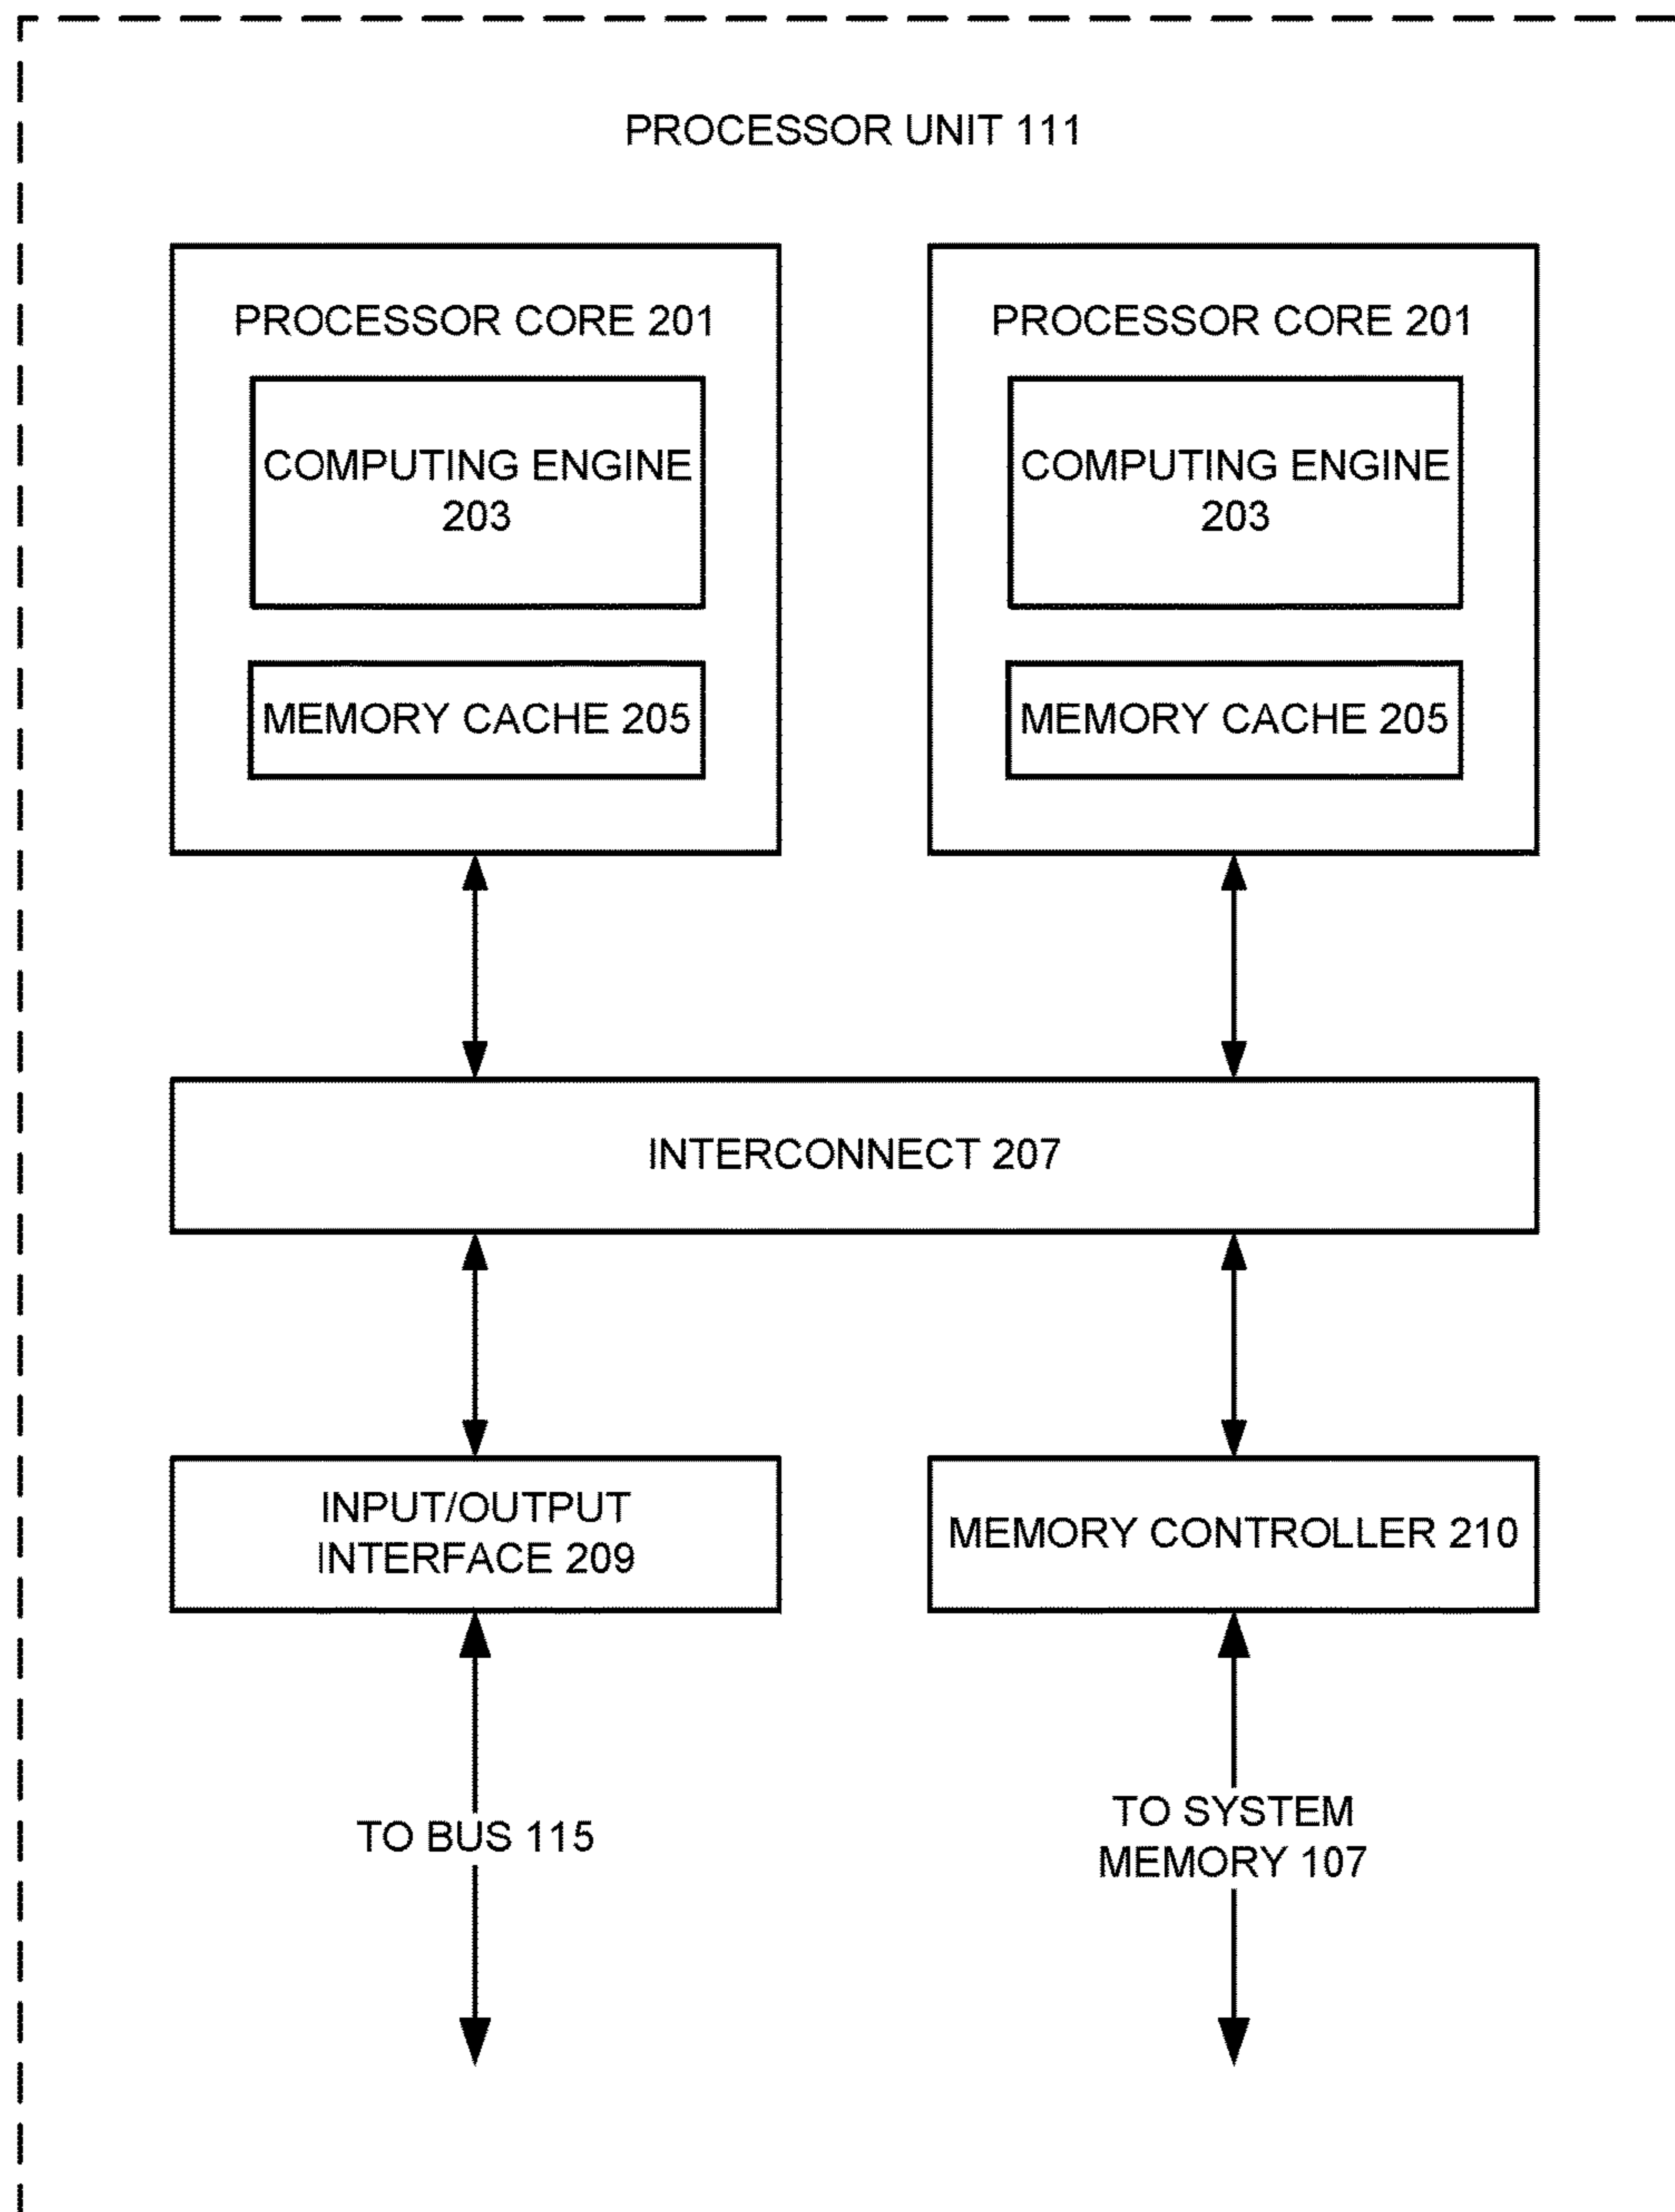 PROCESSOR UNIT 111
PROCESSOR CORE 201
COMPUTING ENGINE
203
MEMORY CACHE 205
PROCESSOR CORE 201
COMPUTING ENGINE
203
MEMORY CACHE 205
INTERCONNECT 207
INPUT/OUTPUT
INTERFACE 209
MEMORY CONTROLLER 210
TO BUS 115
TO SYSTEM
MEMORY 107